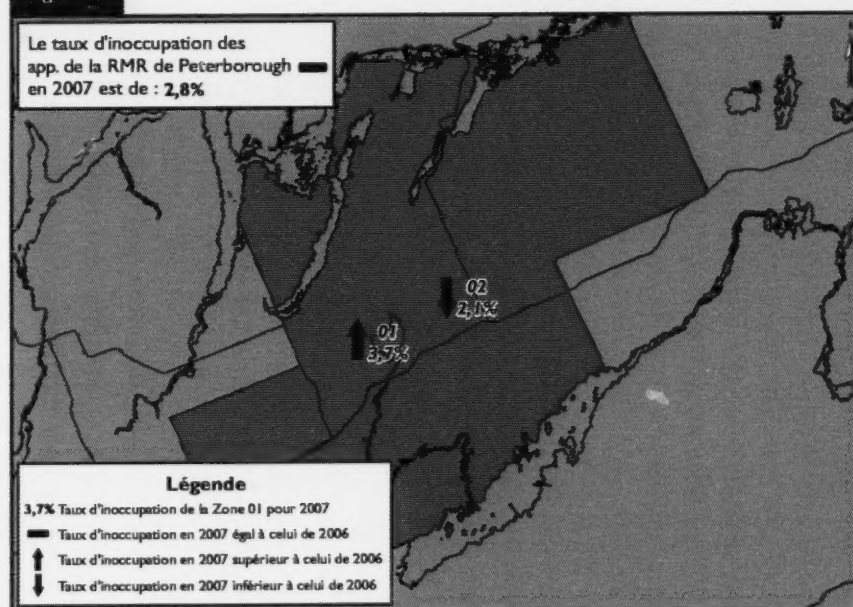 Le taux d'inoccupation des
app. de la RMR de Peterborough
en 2007 est de : 2,8%
02
2,1%
01
3,7%
Légende
3,7% Taux d'inoccupation de la Zone 01 pour 2007
Taux d'inoccupation en 2007 égal à celui de 2006
Taux d'inoccupation en 2007 supérieur à celui de 2006
Taux d'inoccupation en 2007 inférieur à celui de 2006